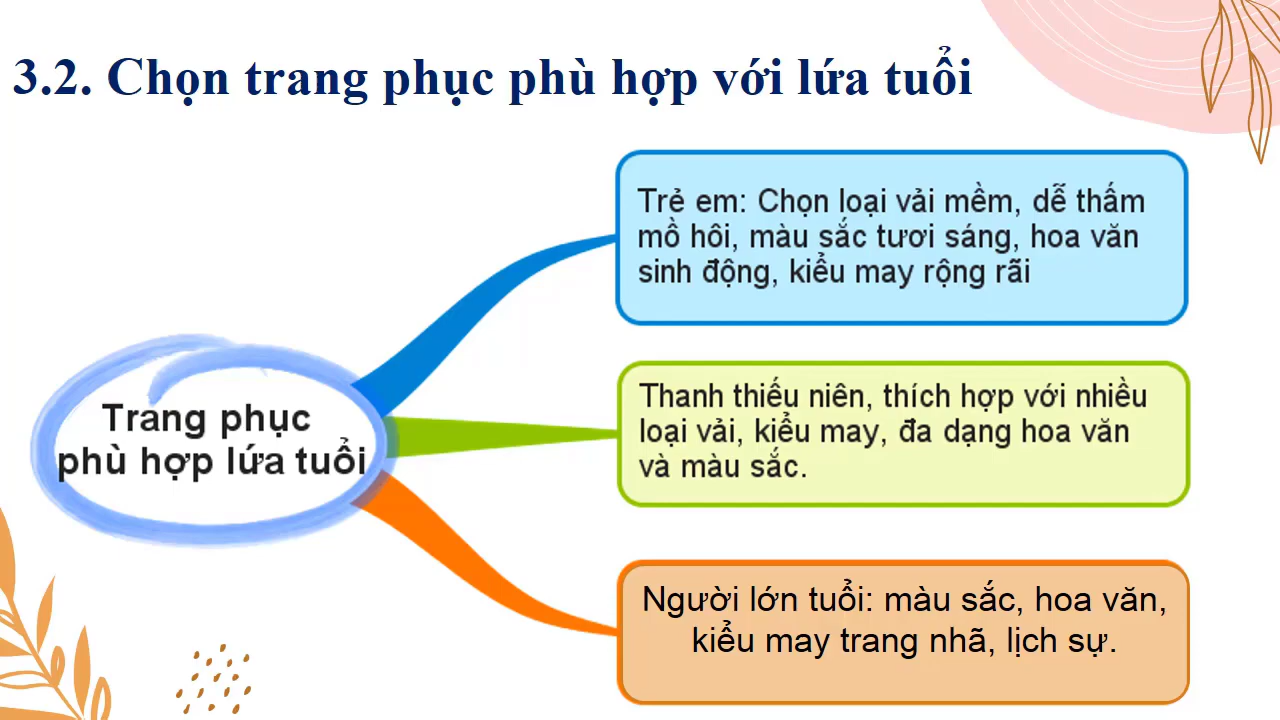 3.2. Chọn trang phục phù hợp với lứa tuổi
Trẻ em: Chọn loại vải mềm, dễ thấm
mồ hôi, màu sắc tươi sáng, hoa văn
sinh động, kiểu may rộng rãi
Trang phục
phù hợp lứa tuổi
Thanh thiếu niên, thích hợp với nhiều
loại vải, kiểu may, đa dạng hoa văn
và màu sắc.
Người lớn tuổi: màu sắc, hoa văn,
kiểu may trang nhã, lịch sự.